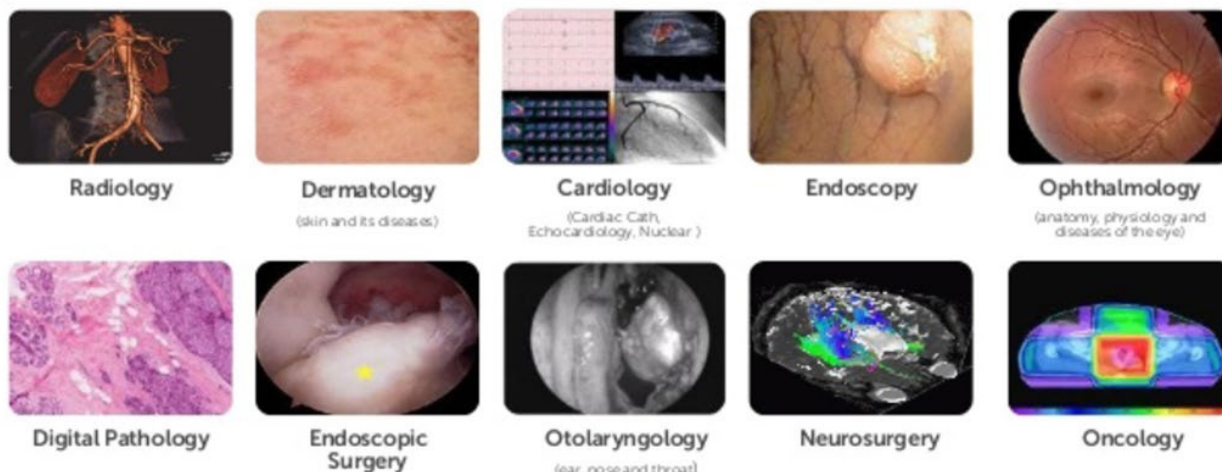 Radiology
Dermatology
(skin and its diseases)
Cardiology
(Cardiac Cath,
Echocardiology, Nuclear )
Endoscopy
Ophthalmology
(anatomy, physiology and
diseases of the eye)
Digital Pathology
Endoscopic
Surgery
Otolaryngology
(ear, nose and throat)
Neurosurgery
Oncology